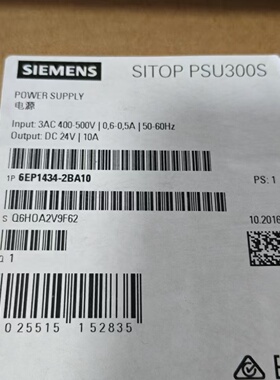 SIEMENS SITOP PSU300S
POWER SUPPLY
电源
Input: 3AC 400-500V | 0,6-0,5A | 50-60Hz
Output: DC 24V | 10A
1P 6EP1434-2BA10 PS: 1
S Q6HOA2V9F62 10.2016
Q 1
025515 152835